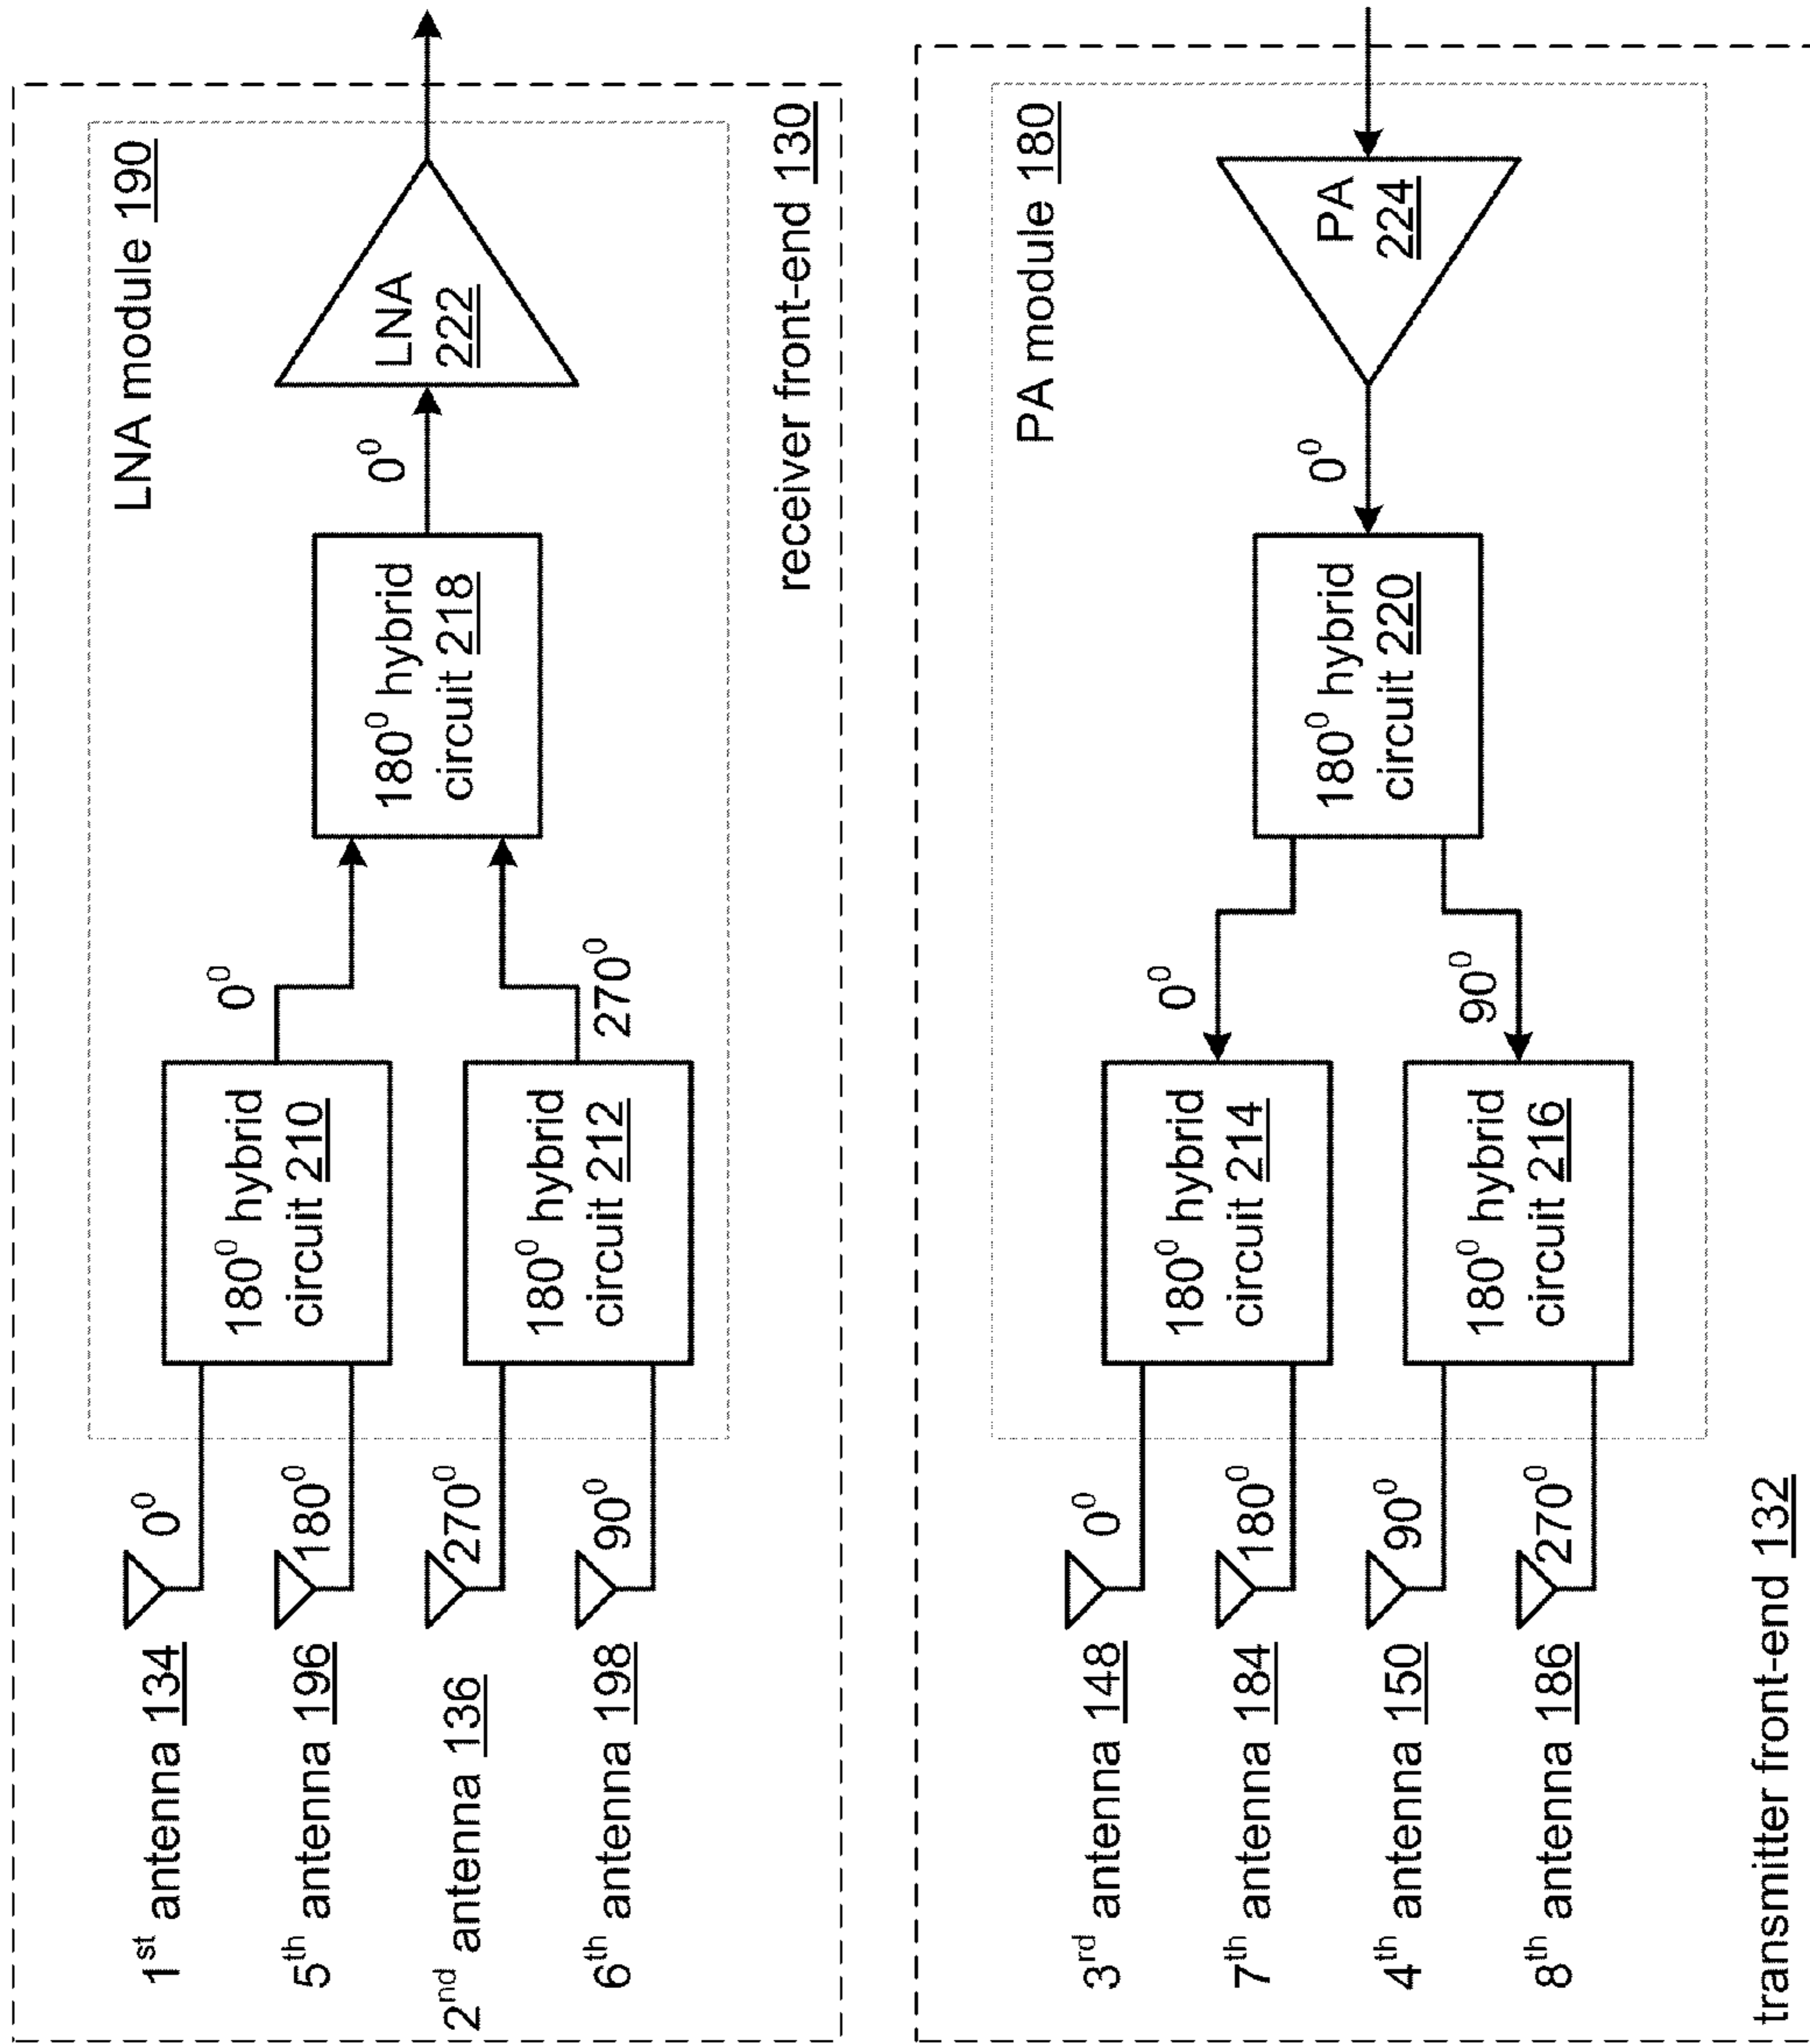 LNA module 190
1st antenna 134
0⁰
180⁰ hybrid
circuit 210
0⁰
5th antenna 196
180⁰
180⁰ hybrid
circuit 218
0⁰
LNA
222
2nd antenna 136
270⁰
180⁰ hybrid
circuit 212
270⁰
6th antenna 198
90⁰
receiver front-end 130
PA module 180
3rd antenna 148
0⁰
180⁰ hybrid
circuit 214
0⁰
7th antenna 184
180⁰
180⁰ hybrid
circuit 220
0⁰
PA
224
4th antenna 150
90⁰
180⁰ hybrid
circuit 216
90⁰
8th antenna 186
270⁰
transmitter front-end 132